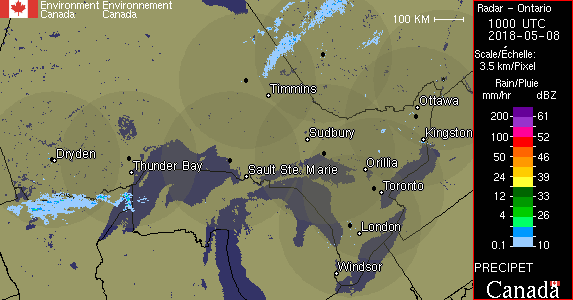 Environment Environnement
Canada Canada
100 KM
Timmins
Ottawa
Sudbury
Kingston
Dryden
Thunder Bay
Sault Ste. Marie
Orillia
Toronto
London
Windsor
Radar - Ontario
1000 UTC
2018-05-08
Scale/Échelle:
3.5 km/Pixel
Rain/Pluie
mm/hr dBZ
200 61
100 52
50 46
24 39
12 33
4 26
0.1 10
PRECIPET
Canada